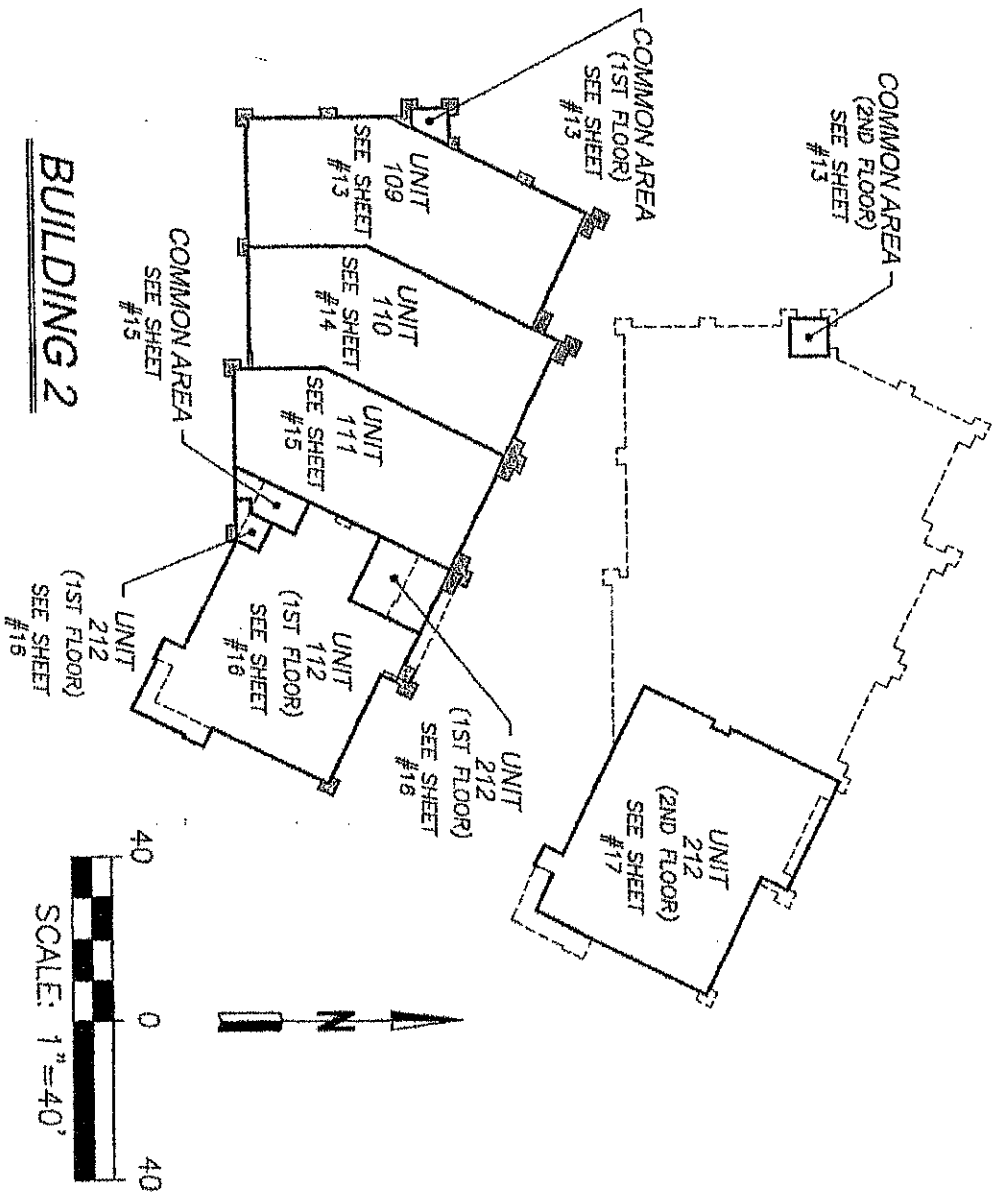 COMMON AREA
(2ND FLOOR)
SEE SHEET
#13
UNIT
212
(2ND FLOOR)
SEE SHEET
#17
COMMON AREA
(1ST FLOOR)
SEE SHEET
#13
UNIT
109
SEE SHEET
#13
UNIT
110
SEE SHEET
#14
UNIT
111
SEE SHEET
#15
UNIT
112
(1ST FLOOR)
SEE SHEET
#16
UNIT
212
(1ST FLOOR)
SEE SHEET
#16
COMMON AREA
SEE SHEET
#15
UNIT
212
(1ST FLOOR)
SEE SHEET
#16
N
BUILDING 2
40 0 40
SCALE: 1"=40'